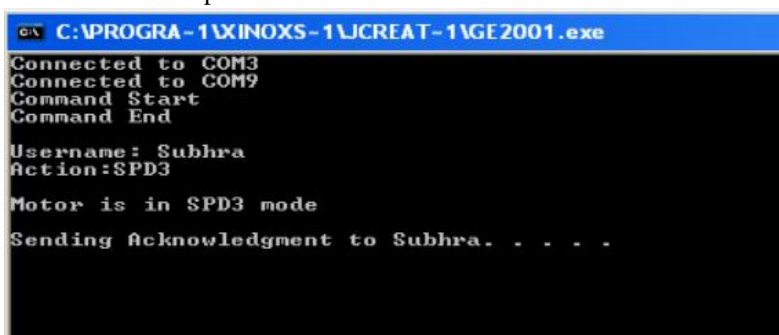 C:\PROGRA~1\XINOXS~1\JCREAT~1\GE2001.exe
Connected to COM3
Connected to COM9
Command Start
Command End
Username: Subhra
Action:SPD3
Motor is in SPD3 mode
Sending Acknowledgment to Subhra. . . . .